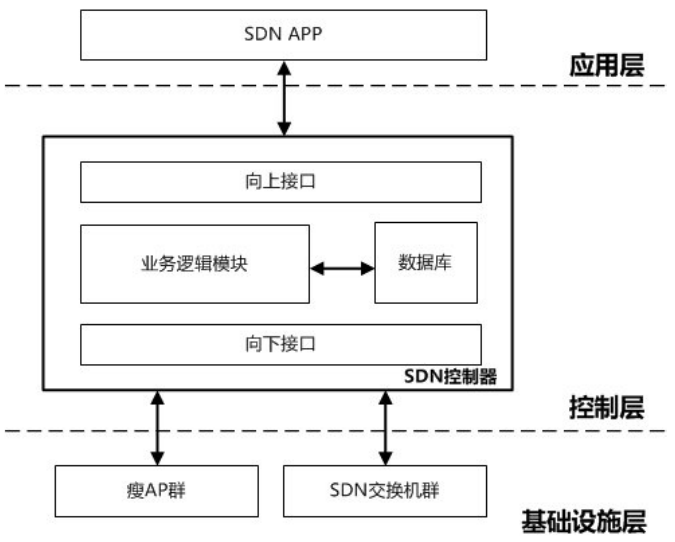 SDN APP
应用层
向上接口
业务逻辑模块
数据库
向下接口
SDN控制器
控制层
瘦AP群
SDN交换机群
基础设施层